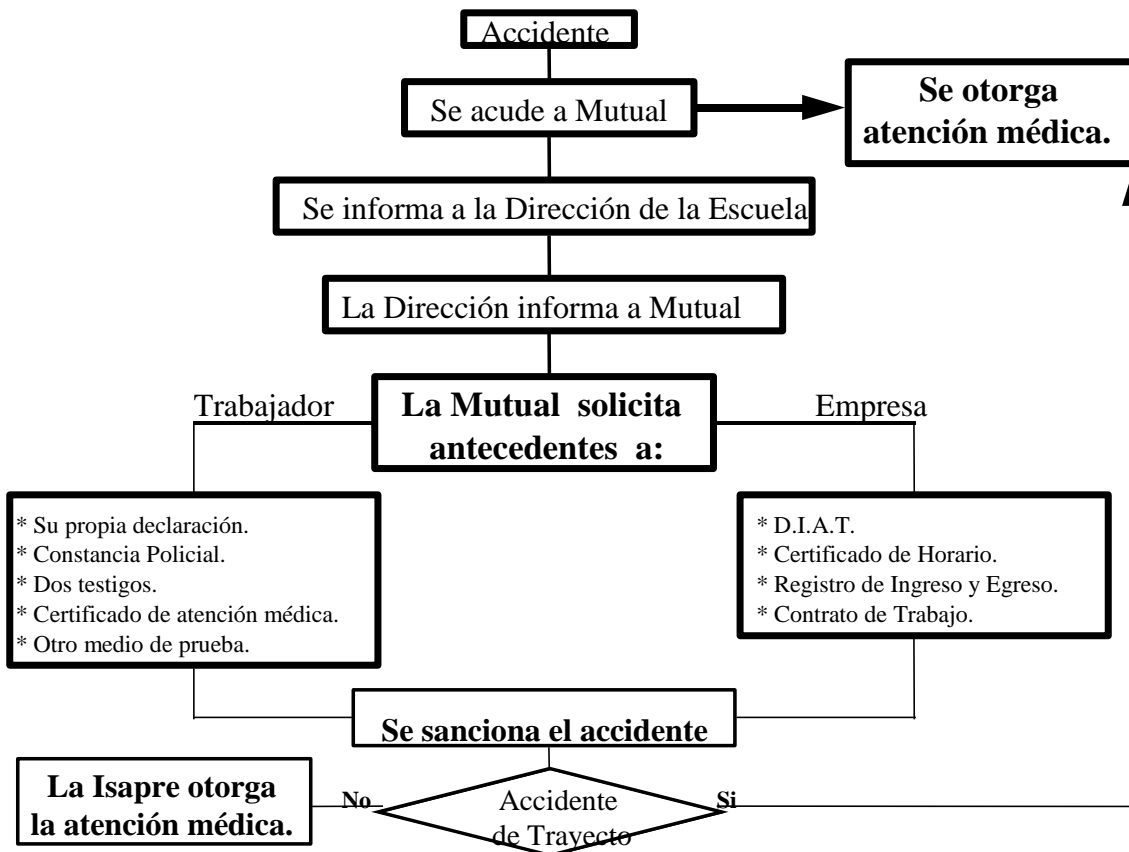 Accidente
Se acude a Mutual
Se otorga
atención médica.
Se informa a la Dirección de la Escuela
La Dirección informa a Mutual
Trabajador
La Mutual solicita
antecedentes a:
Empresa
* Su propia declaración.
* Constancia Policial.
* Dos testigos.
* Certificado de atención médica.
* Otro medio de prueba.
* D.I.A.T.
* Certificado de Horario.
* Registro de Ingreso y Egreso.
* Contrato de Trabajo.
Se sanciona el accidente
La Isapre otorga
la atención médica.
No
Accidente
de Trayecto
Si